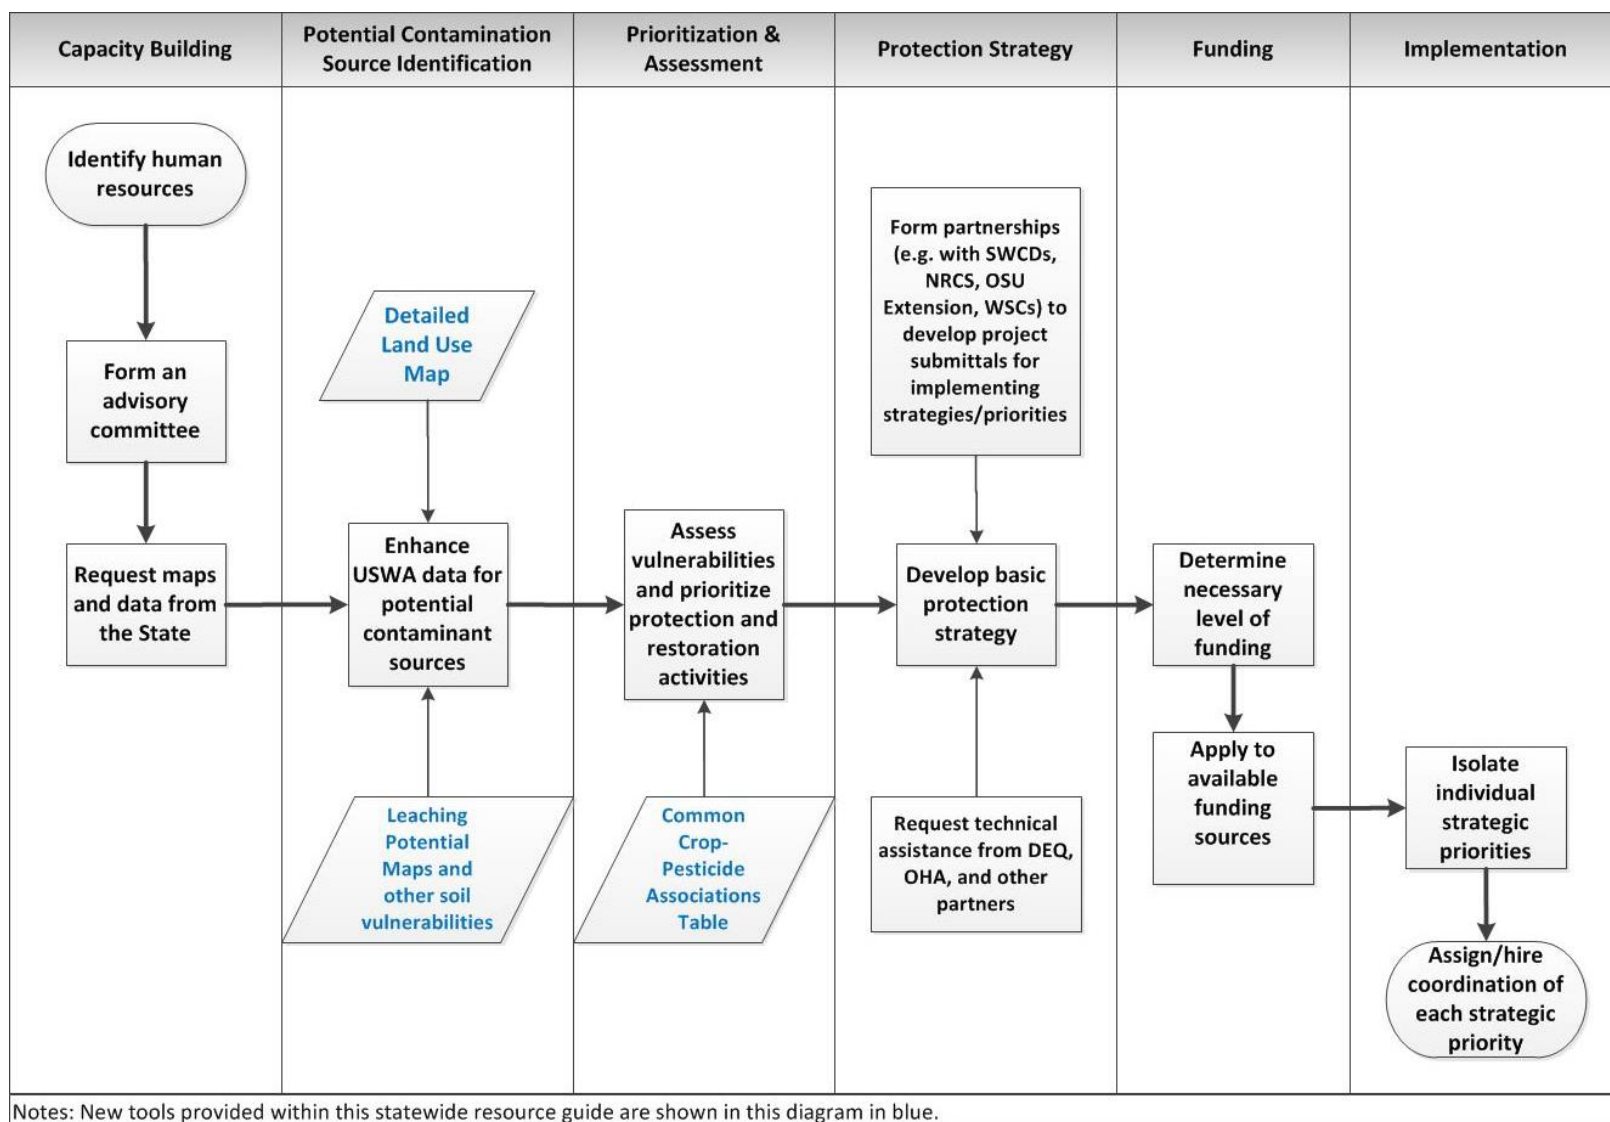 Capacity Building
Potential Contamination
Source Identification
Prioritization &
Assessment
Protection Strategy
Funding
Implementation
Identify human
resources
Form an
advisory
committee
Request maps
and data from
the State
Detailed
Land Use
Map
Enhance
USWA data for
potential
contaminant
sources
Leaching
Potential
Maps and
other soil
vulnerabilities
Assess
vulnerabilities
and prioritize
protection and
restoration
activities
Common
Crop-
Pesticide
Associations
Table
Form partnerships
(e.g. with SWCDs,
NRCS, OSU
Extension, WSCs) to
develop project
submittals for
implementing
strategies/priorities
Develop basic
protection
strategy
Request technical
assistance from DEQ,
OHA, and other
partners
Determine
necessary
level of
funding
Apply to
available
funding
sources
Isolate
individual
strategic
priorities
Assign/hire
coordination of
each strategic
priority
Notes: New tools provided within this statewide resource guide are shown in this diagram in blue.